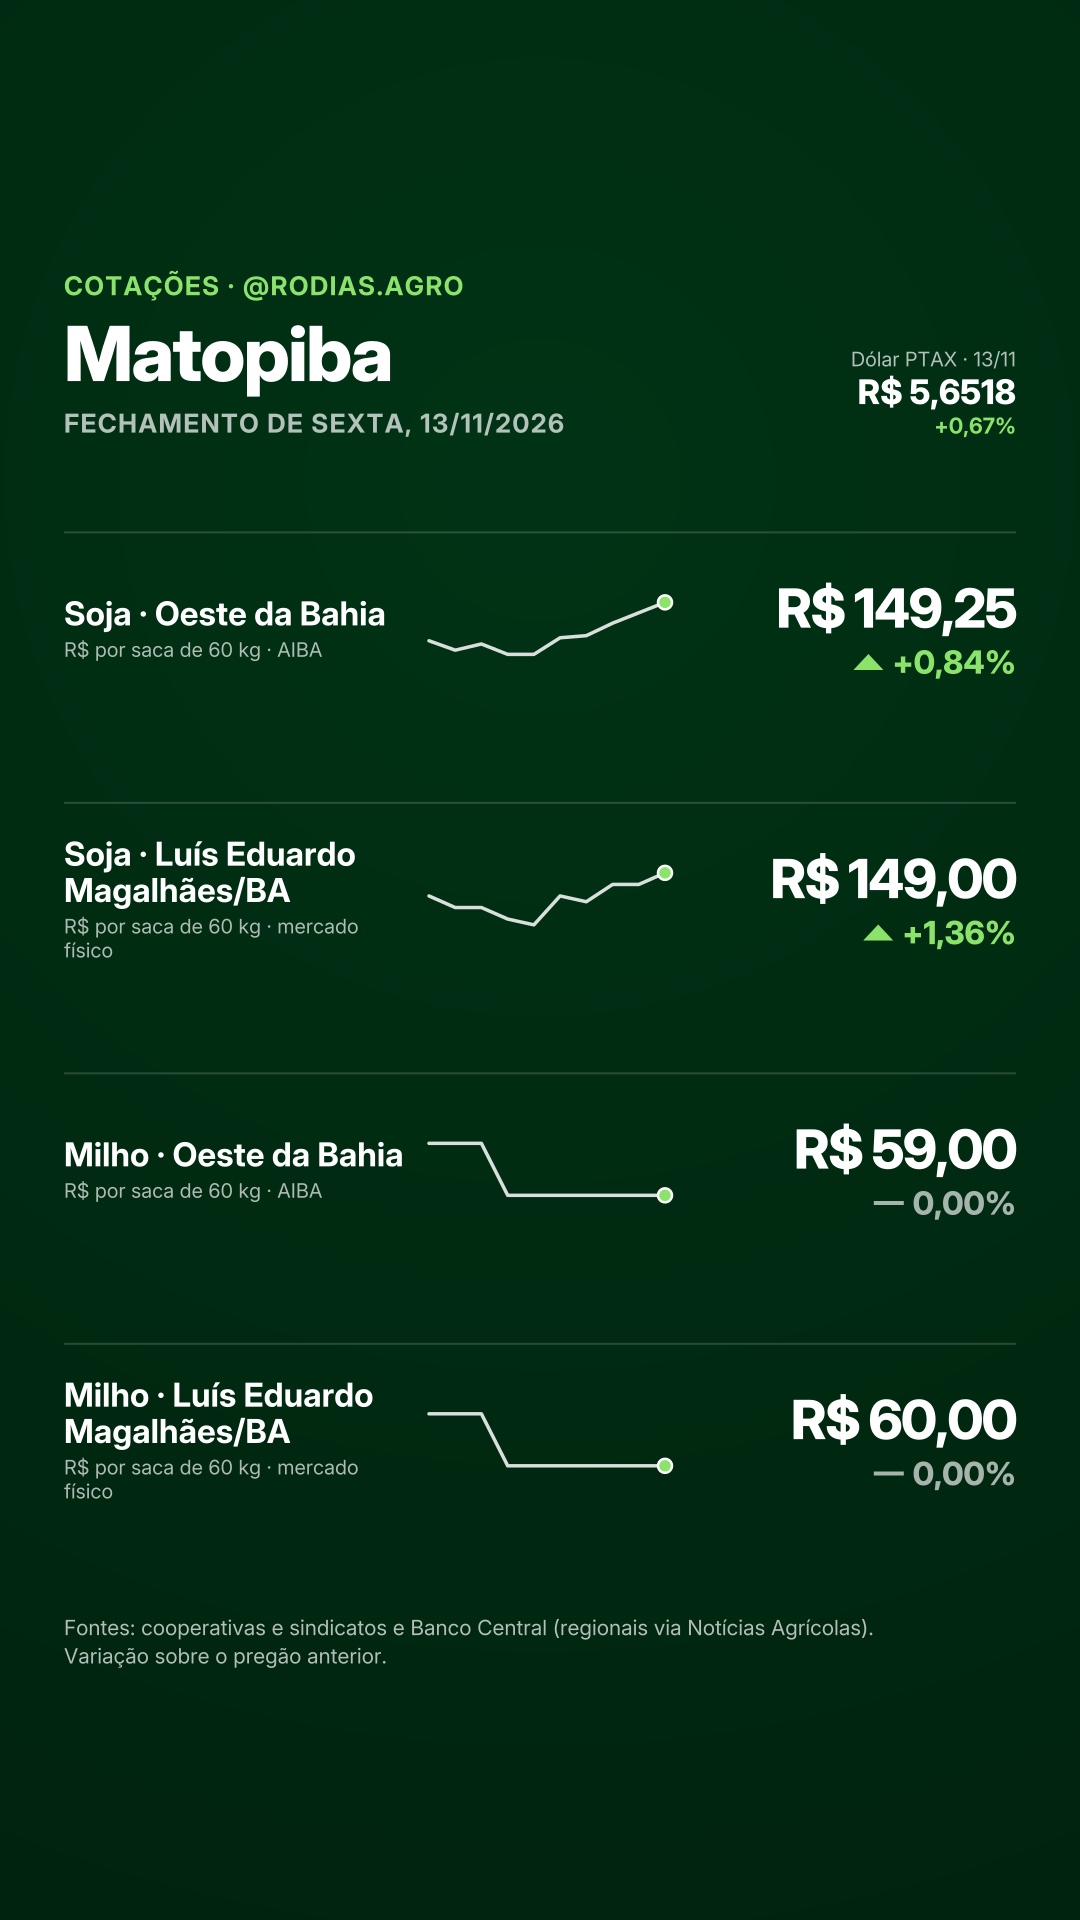 COTAÇÕES · @RODIAS.AGRO
Matopiba
FECHAMENTO DE SEXTA, 13/11/2026
Dólar PTAX · 13/11
R$ 5,6518
+0,67%
Soja · Oeste da Bahia
R$ por saca de 60 kg · AIBA
R$ 149,25
+0,84%
Soja · Luís Eduardo
Magalhães/BA
R$ por saca de 60 kg · mercado
físico
R$ 149,00
+1,36%
Milho · Oeste da Bahia
R$ por saca de 60 kg · AIBA
R$ 59,00
— 0,00%
Milho · Luís Eduardo
Magalhães/BA
R$ por saca de 60 kg · mercado
físico
R$ 60,00
— 0,00%
Fontes: cooperativas e sindicatos e Banco Central (regionais via Notícias Agrícolas).
Variação sobre o pregão anterior.